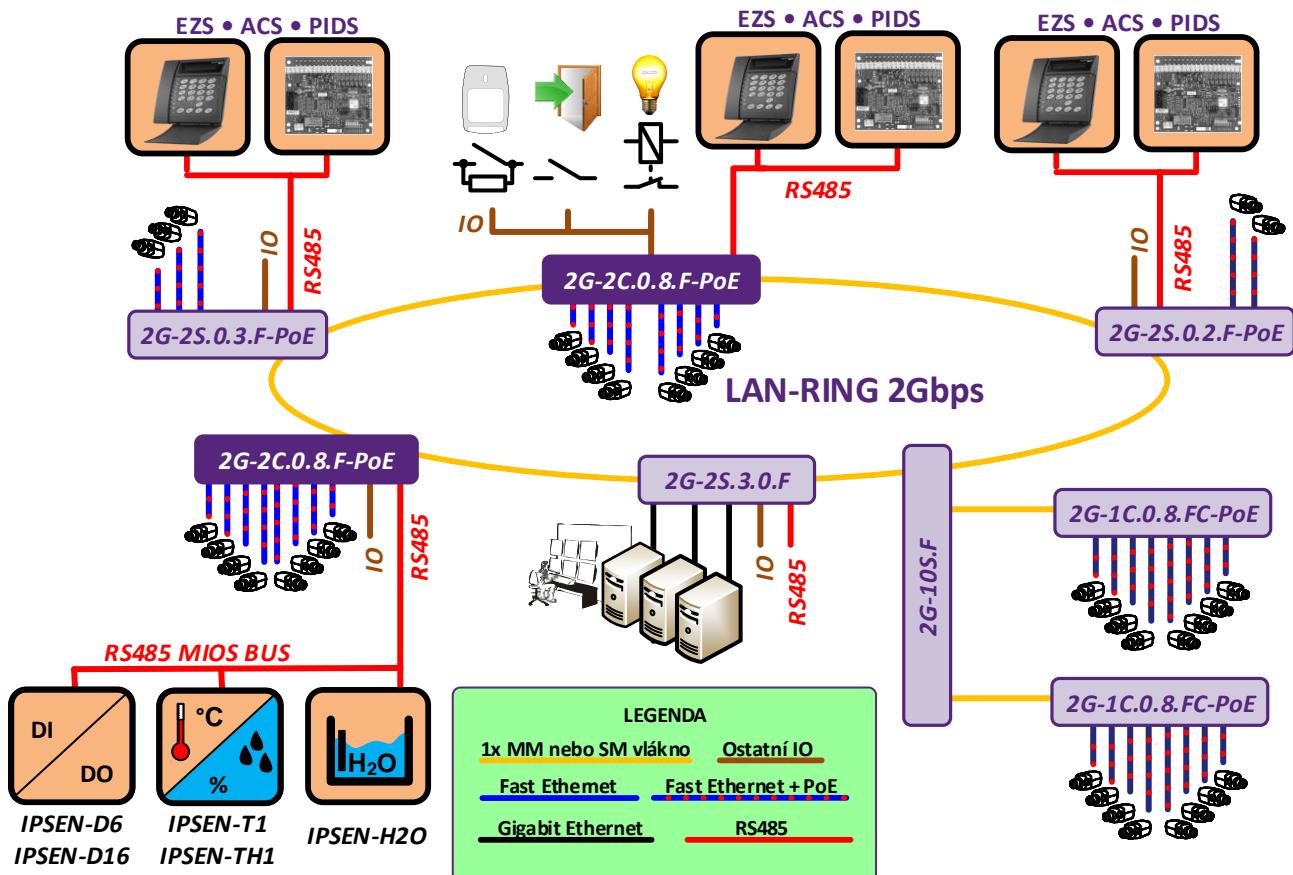 EZS • ACS • PIDS
EZS • ACS • PIDS
EZS • ACS • PIDS
IO
RS485
IO
RS485
IO
RS485
2G-2S.0.3.F-PoE
2G-2C.0.8.F-PoE
2G-2S.0.2.F-PoE
LAN-RING 2Gbps
2G-2C.0.8.F-PoE
2G-2S.3.0.F
2G-10S.F
2G-1C.0.8.FC-PoE
2G-1C.0.8.FC-PoE
IO
RS485
IO
RS485
RS485 MIOS BUS
DI
DO
°C
%
H₂O
IPSEN-D6
IPSEN-D16
IPSEN-T1
IPSEN-TH1
IPSEN-H2O
LEGENDA
1x MM nebo SM vlákno
Ostatní IO
Fast Ethernet
Fast Ethernet + PoE
Gigabit Ethernet
RS485